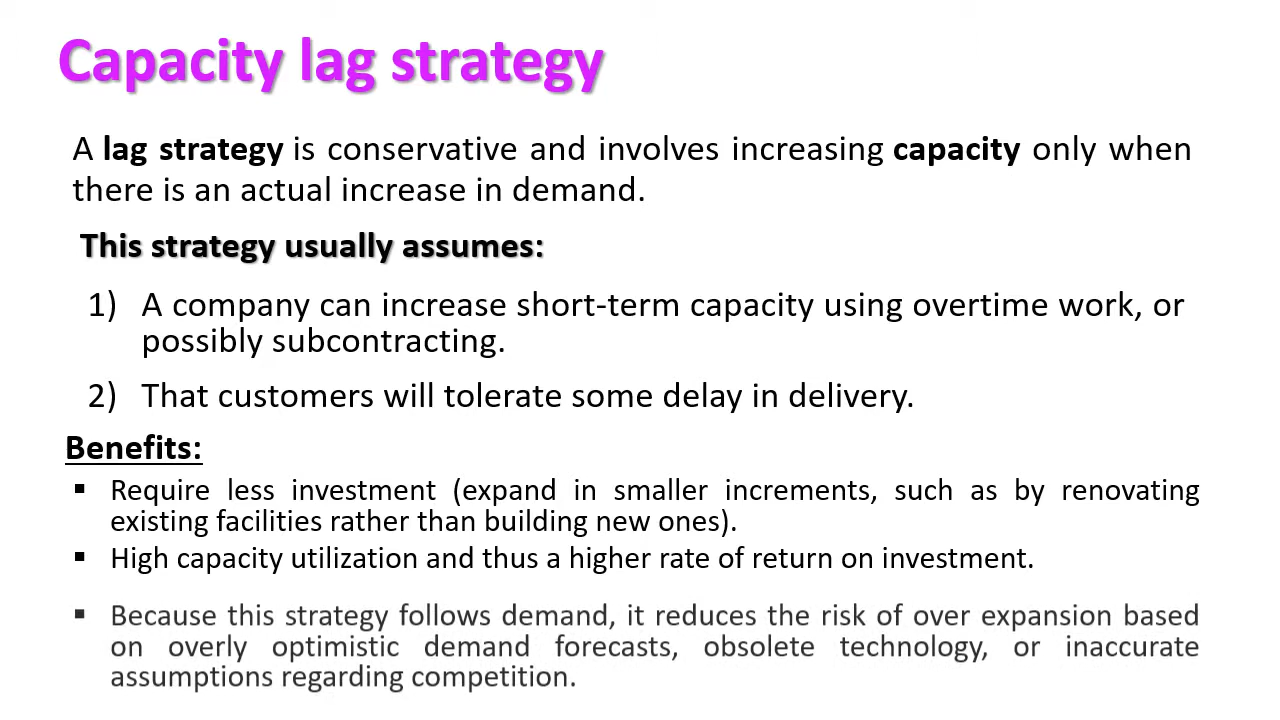 Capacity lag strategy
A lag strategy is conservative and involves increasing capacity only when
there is an actual increase in demand.
This strategy usually assumes:
1) A company can increase short-term capacity using overtime work, or
possibly subcontracting.
2) That customers will tolerate some delay in delivery.
Benefits:
▪ Require less investment (expand in smaller increments, such as by renovating
existing facilities rather than building new ones).
▪ High capacity utilization and thus a higher rate of return on investment.
▪ Because this strategy follows demand, it reduces the risk of over expansion based
on overly optimistic demand forecasts, obsolete technology, or inaccurate
assumptions regarding competition.